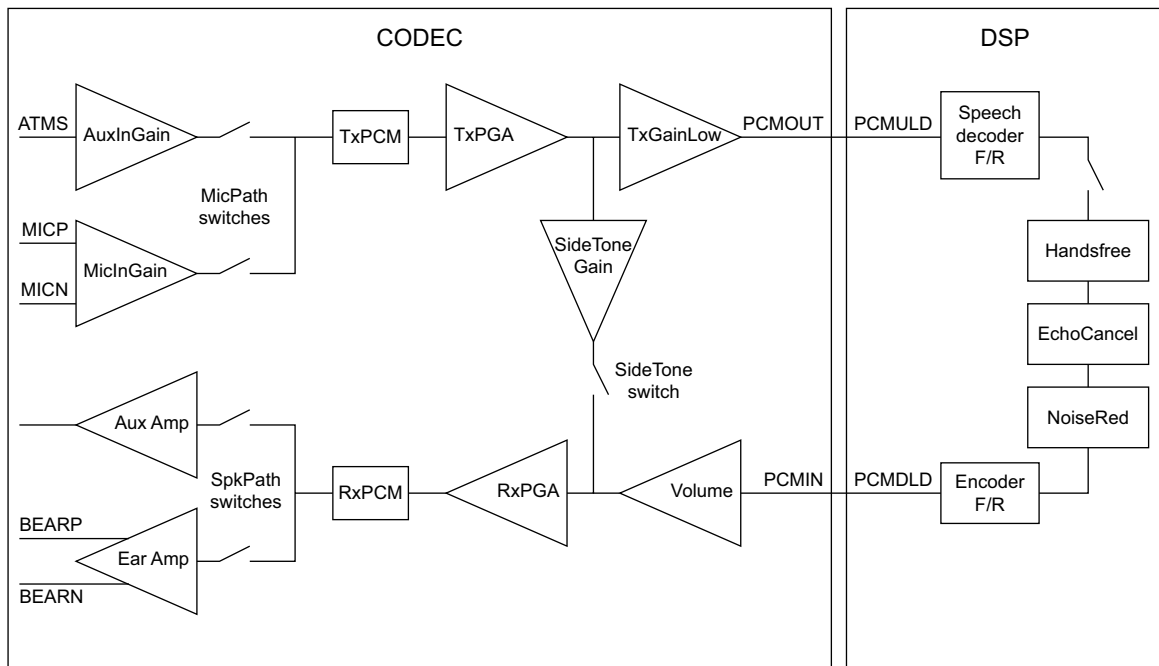 CODEC
DSP
ATMS
AuxInGain
TxPCM
TxPGA
TxGainLow
PCMOUT
PCMULD
Speech
decoder
F/R
MicPath
switches
MICP
MicInGain
MICN
SideTone
Gain
Handsfree
EchoCancel
SideTone
switch
NoiseRed
Aux Amp
SpkPath
switches
RxPCM
RxPGA
Volume
PCMIN
PCMDLD
Encoder
F/R
BEARP
Ear Amp
BEARN